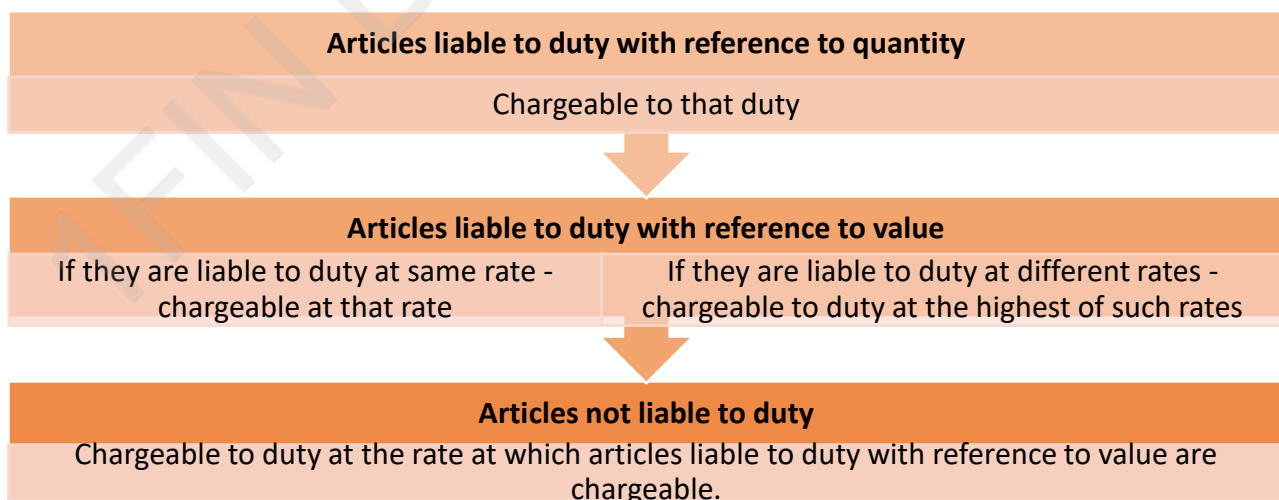 Articles liable to duty with reference to quantity
Chargeable to that duty
Articles liable to duty with reference to value
If they are liable to duty at same rate -
chargeable at that rate
If they are liable to duty at different rates -
chargeable to duty at the highest of such rates
Articles not liable to duty
Chargeable to duty at the rate at which articles liable to duty with reference to value are
chargeable.
1FIN